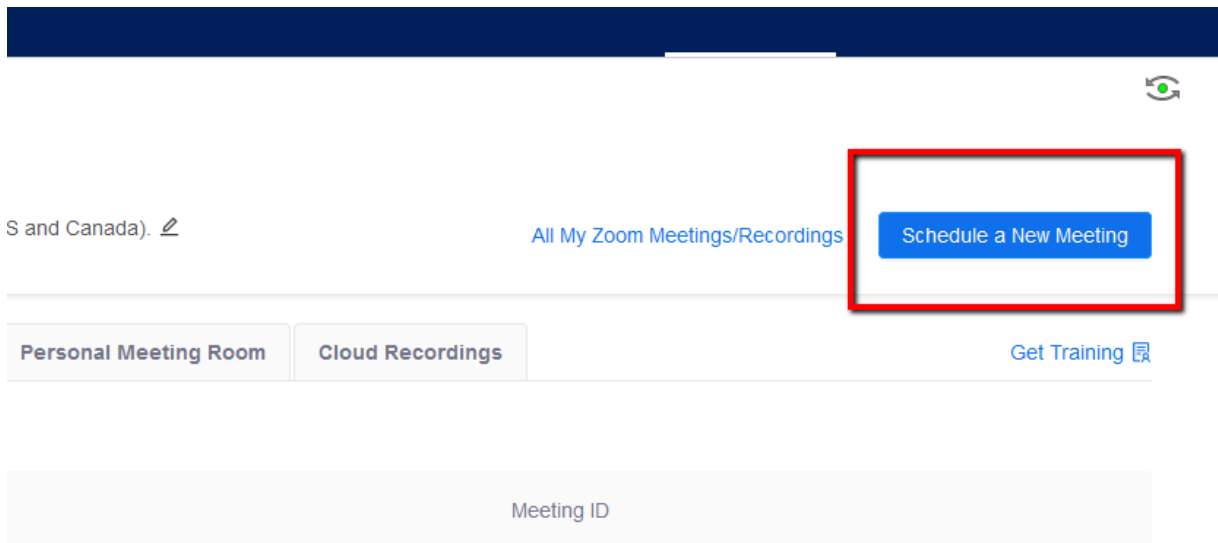 S and Canada).
All My Zoom Meetings/Recordings
Schedule a New Meeting
Personal Meeting Room
Cloud Recordings
Get Training
Meeting ID